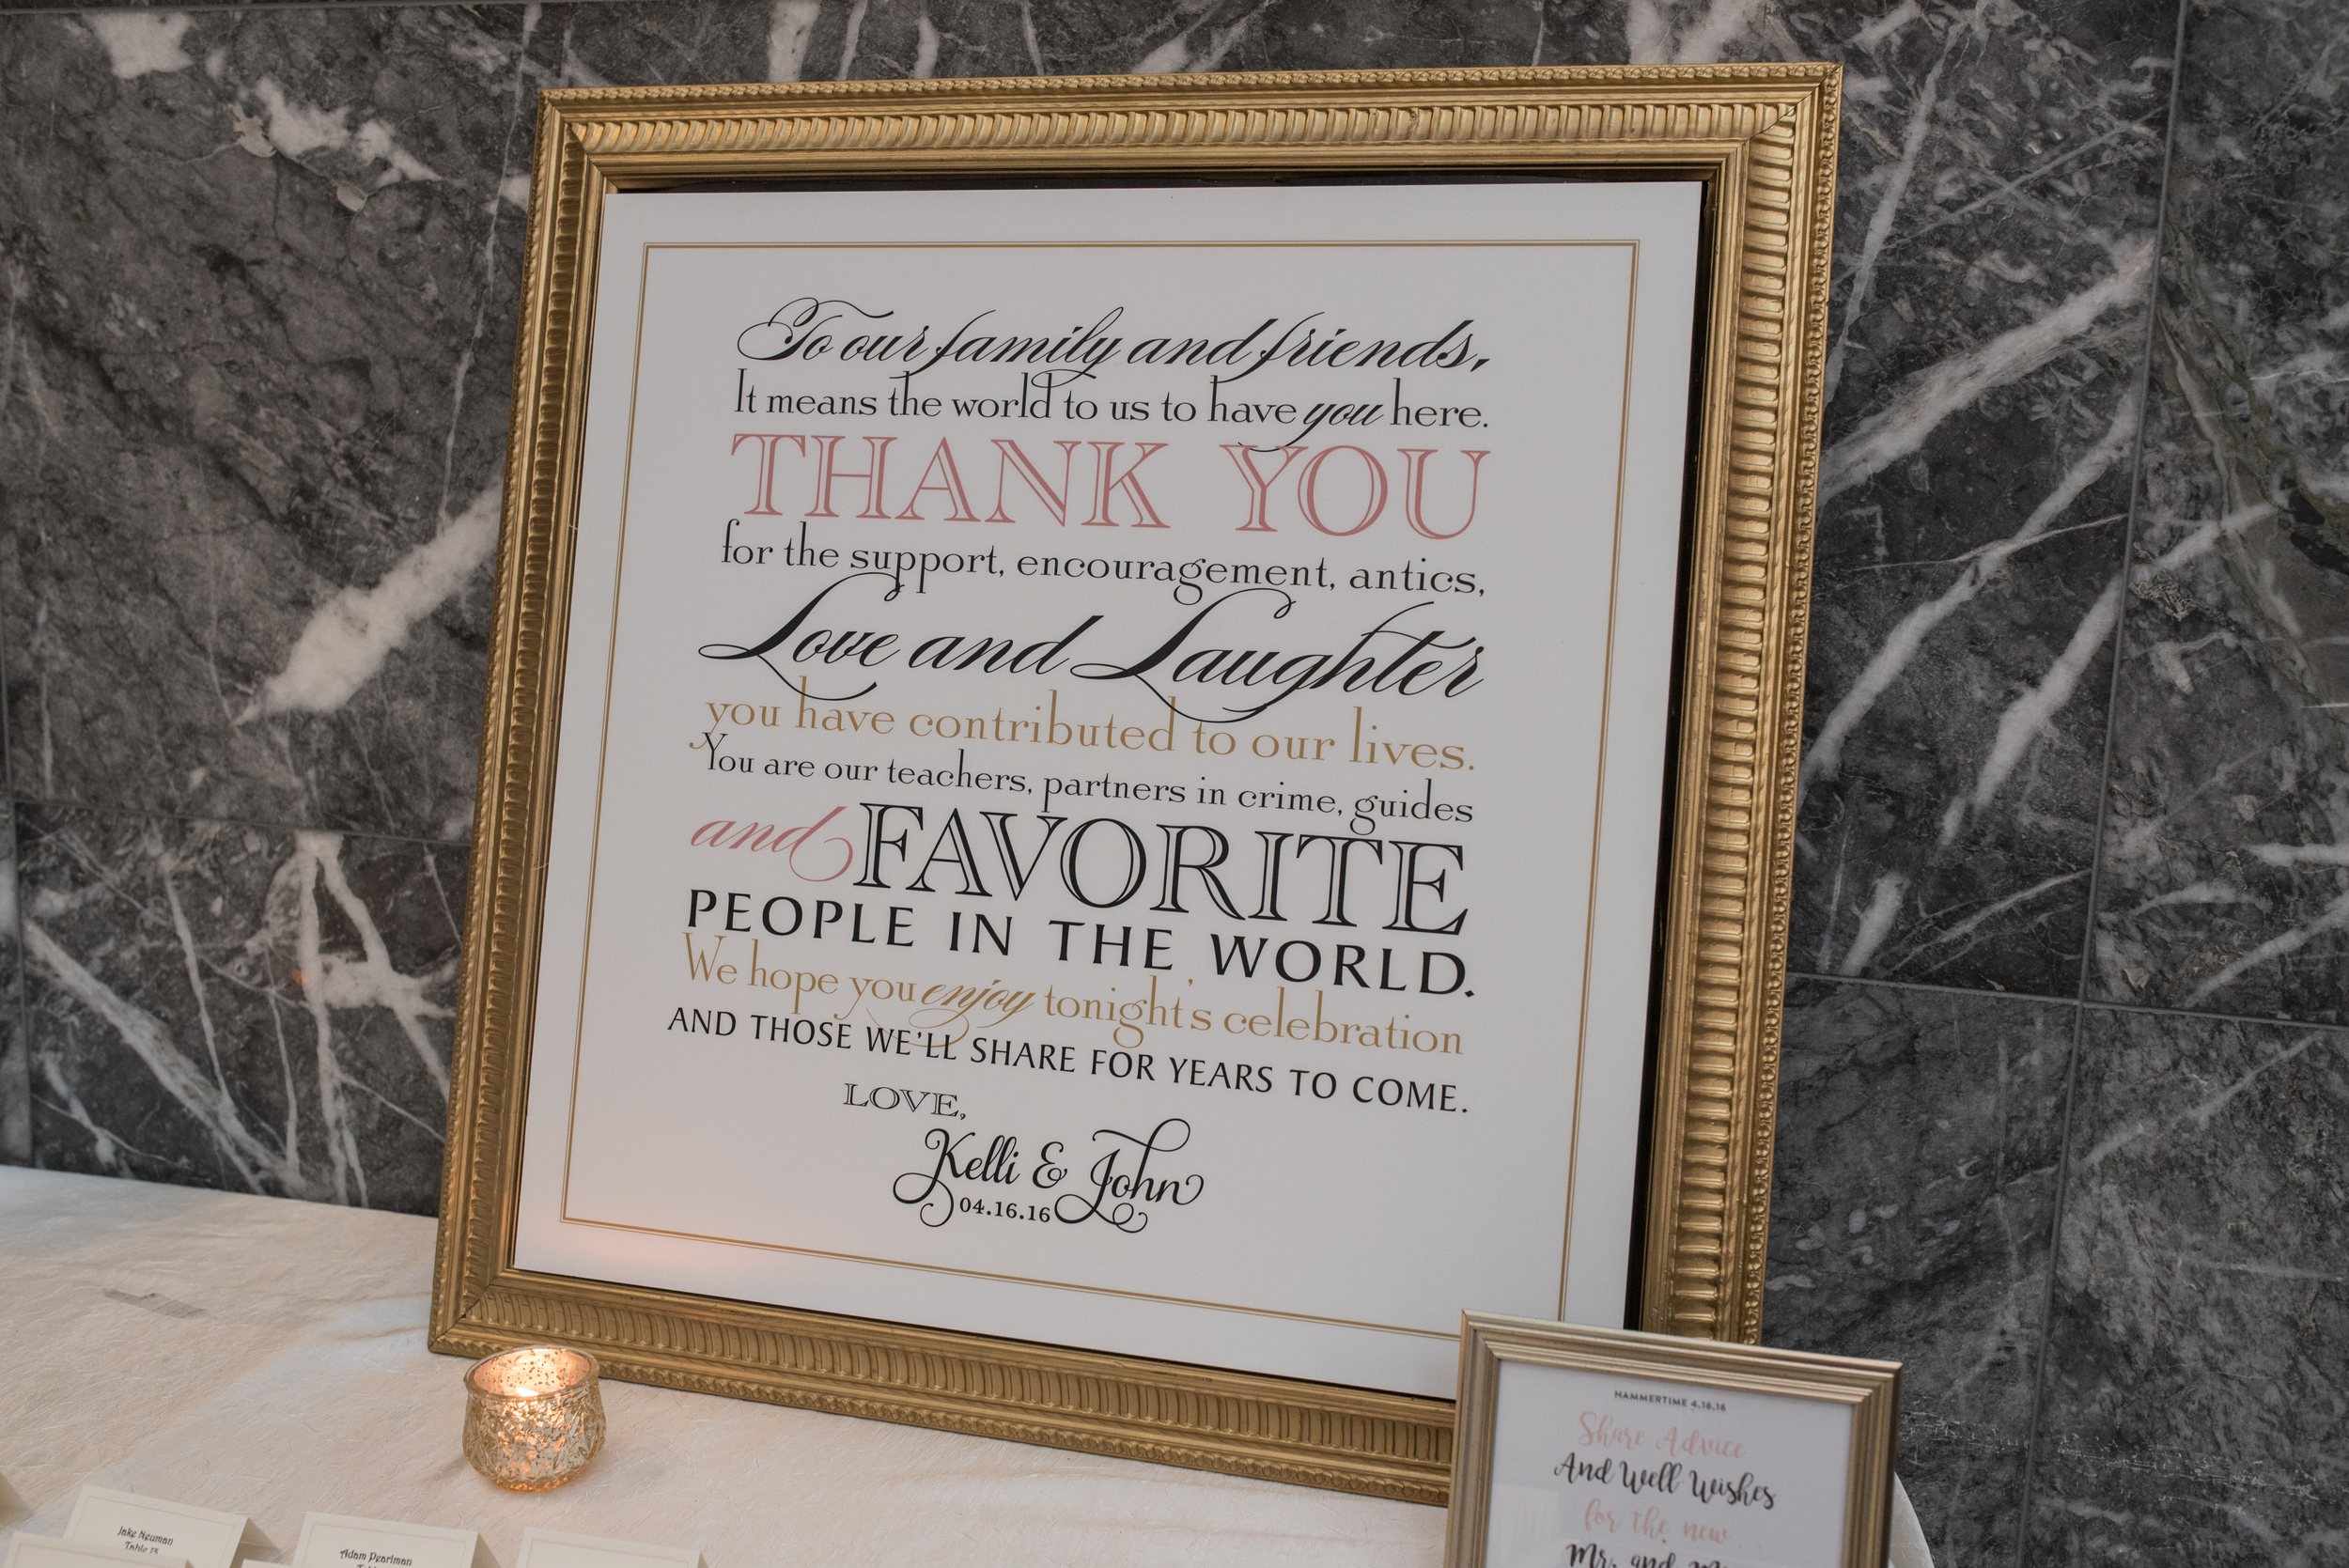 To our family and friends,
It means the world to us to have you here.
THANK YOU
for the support, encouragement, antics,
Love and Laughter
you have contributed to our lives.
You are our teachers, partners in crime, guides
and FAVORITE
PEOPLE IN THE WORLD.
We hope you enjoy tonight's celebration
AND THOSE WE'LL SHARE FOR YEARS TO COME.
LOVE,
Kelli & John
04.16.16
HAMMERTIME 4.16.16
Share Advice
And Well Wishes
for the new
Mr. and
Jake Neuman
Table 13
Adam Pearlman